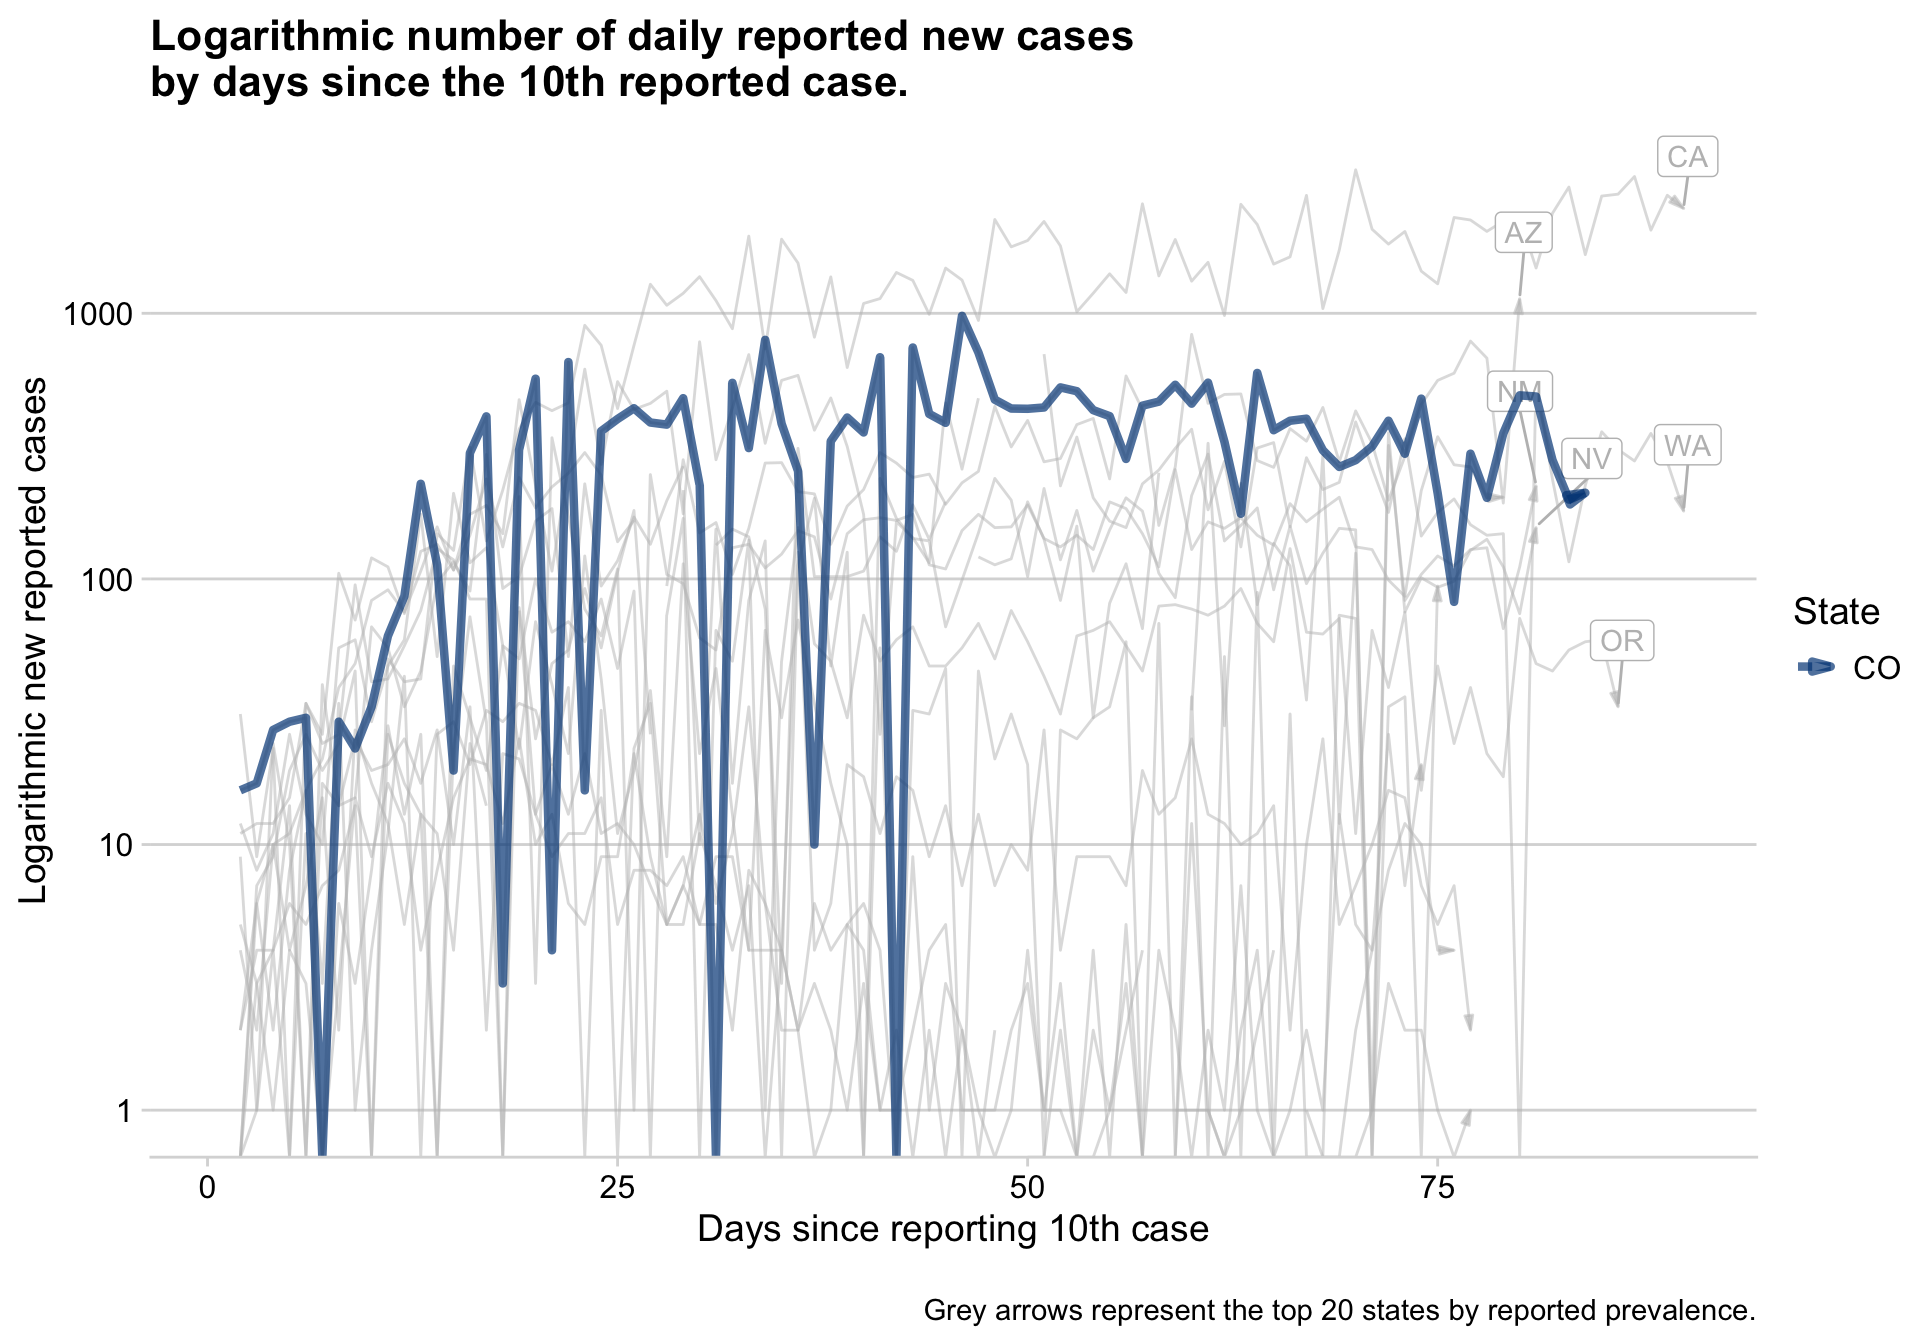 Logarithmic number of daily reported new cases
by days since the 10th reported case.
CA
AZ
NM
NV
WA
OR
1000
100
10
1
Logarithmic new reported cases
0
25
50
75
Days since reporting 10th case
State
CO
Grey arrows represent the top 20 states by reported prevalence.